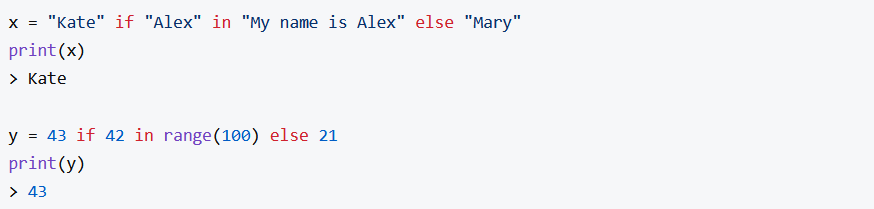 x = "Kate" if "Alex" in "My name is Alex" else "Mary"
print(x)
> Kate
y = 43 if 42 in range(100) else 21
print(y)
> 43